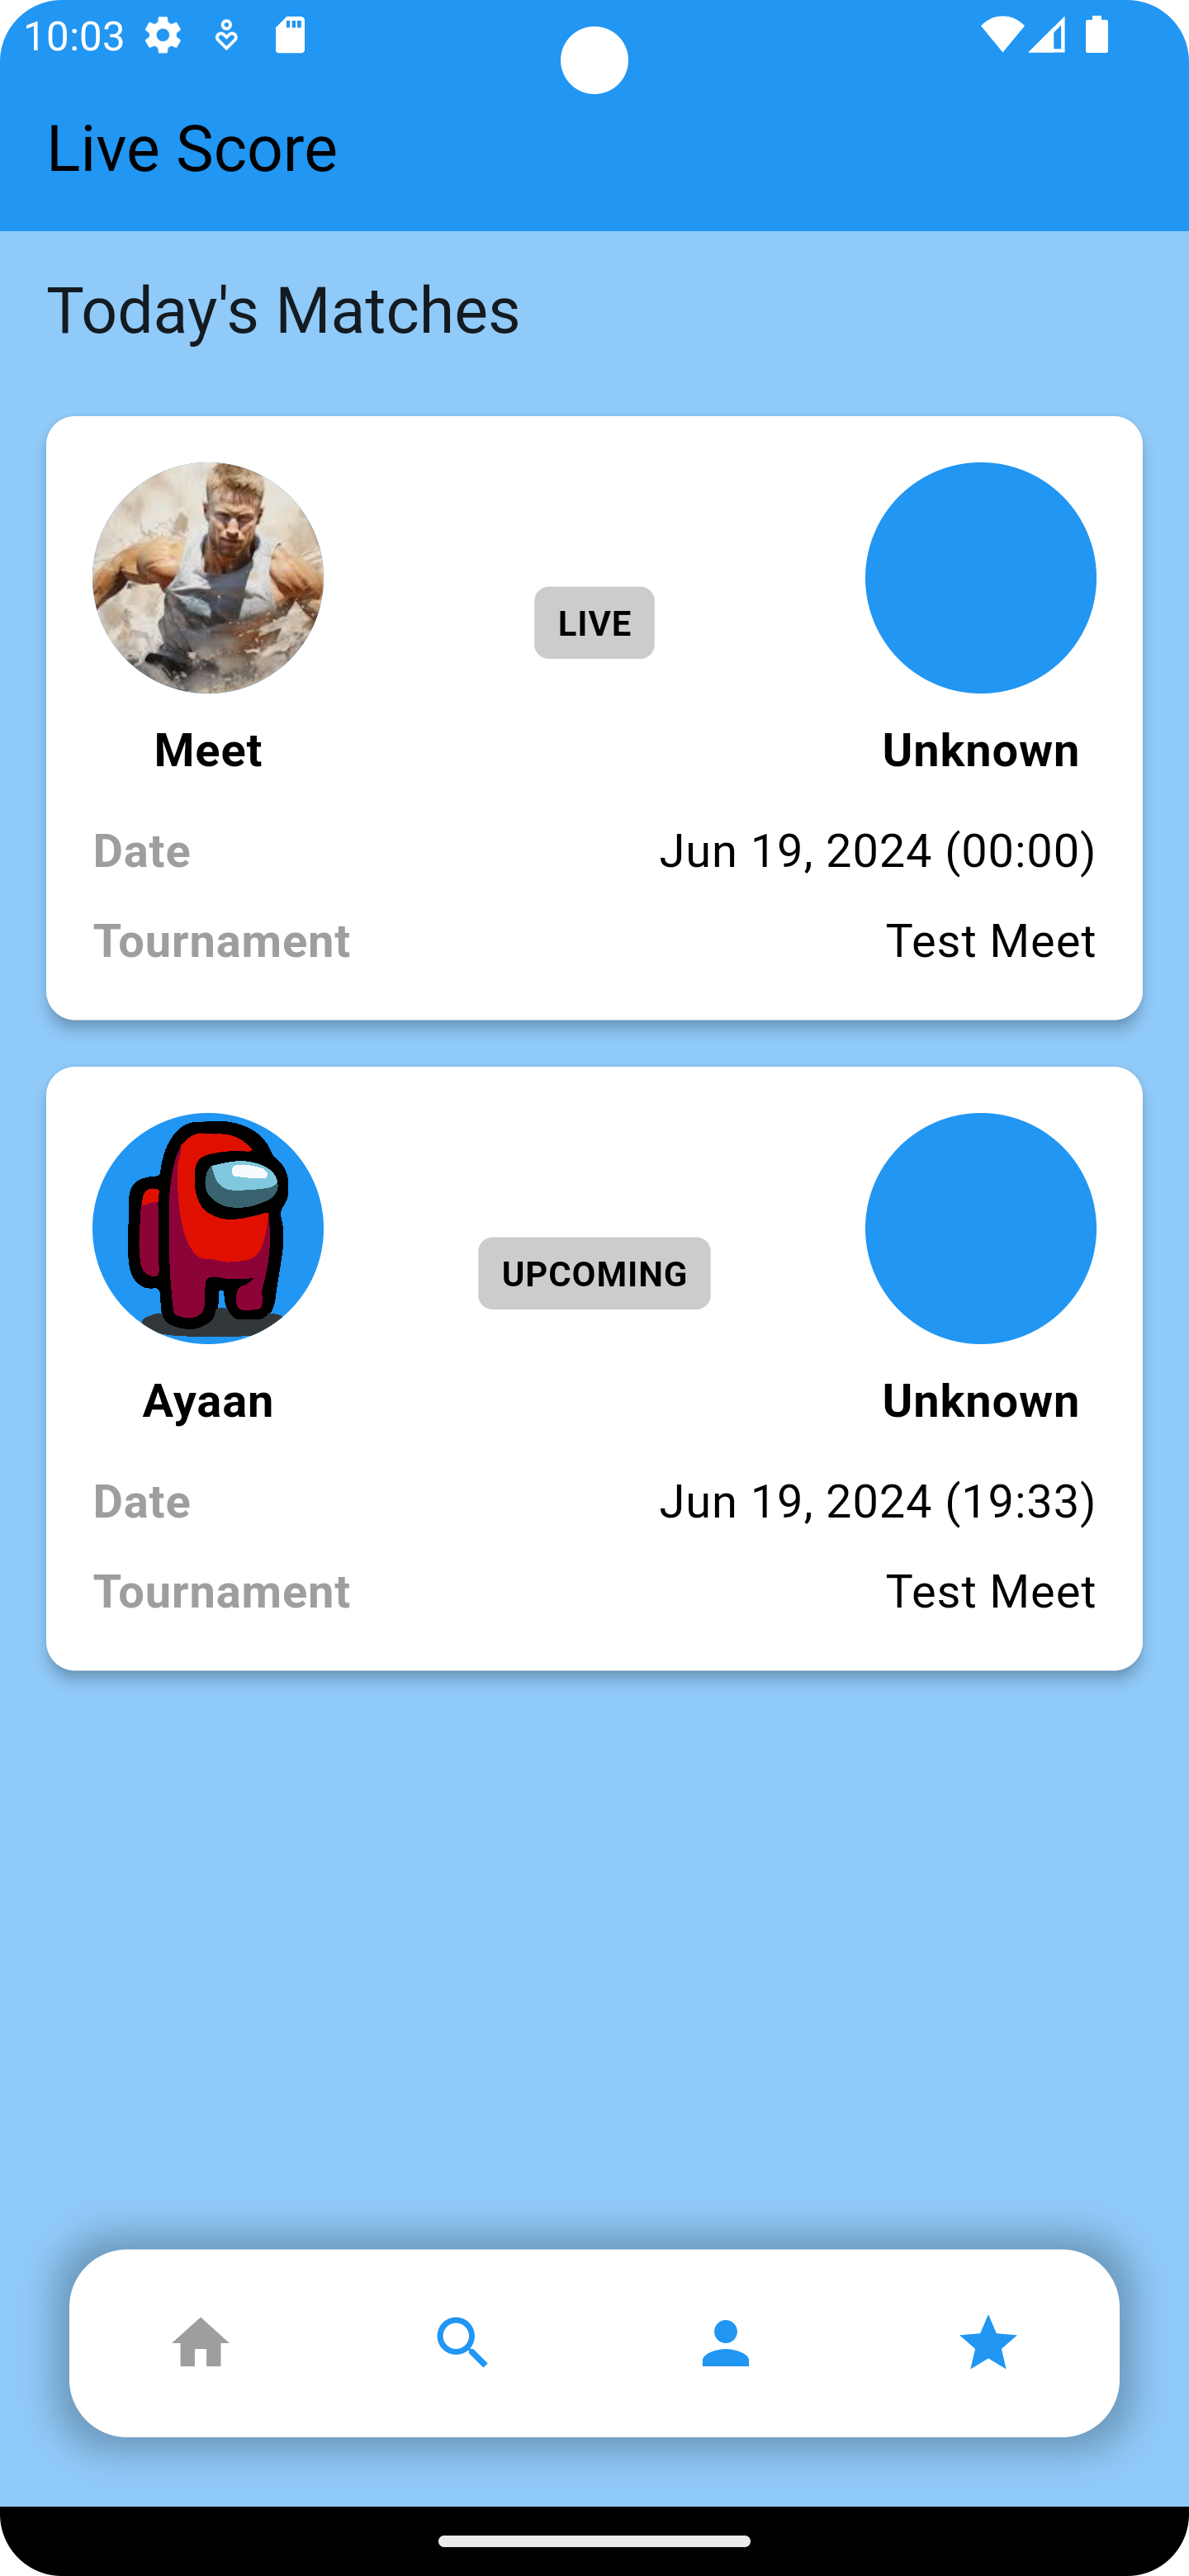 10:03
Live Score
Today's Matches
LIVE
Meet Unknown
Date Jun 19, 2024 (00:00)
Tournament Test Meet
UPCOMING
Ayaan Unknown
Date Jun 19, 2024 (19:33)
Tournament Test Meet